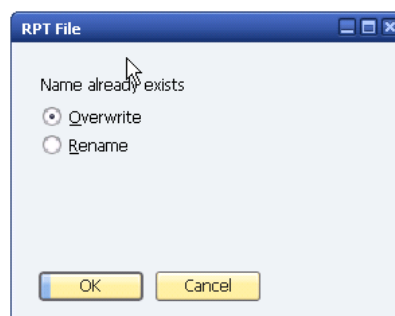 RPT File
Name already exists
Overwrite
Rename
OK
Cancel